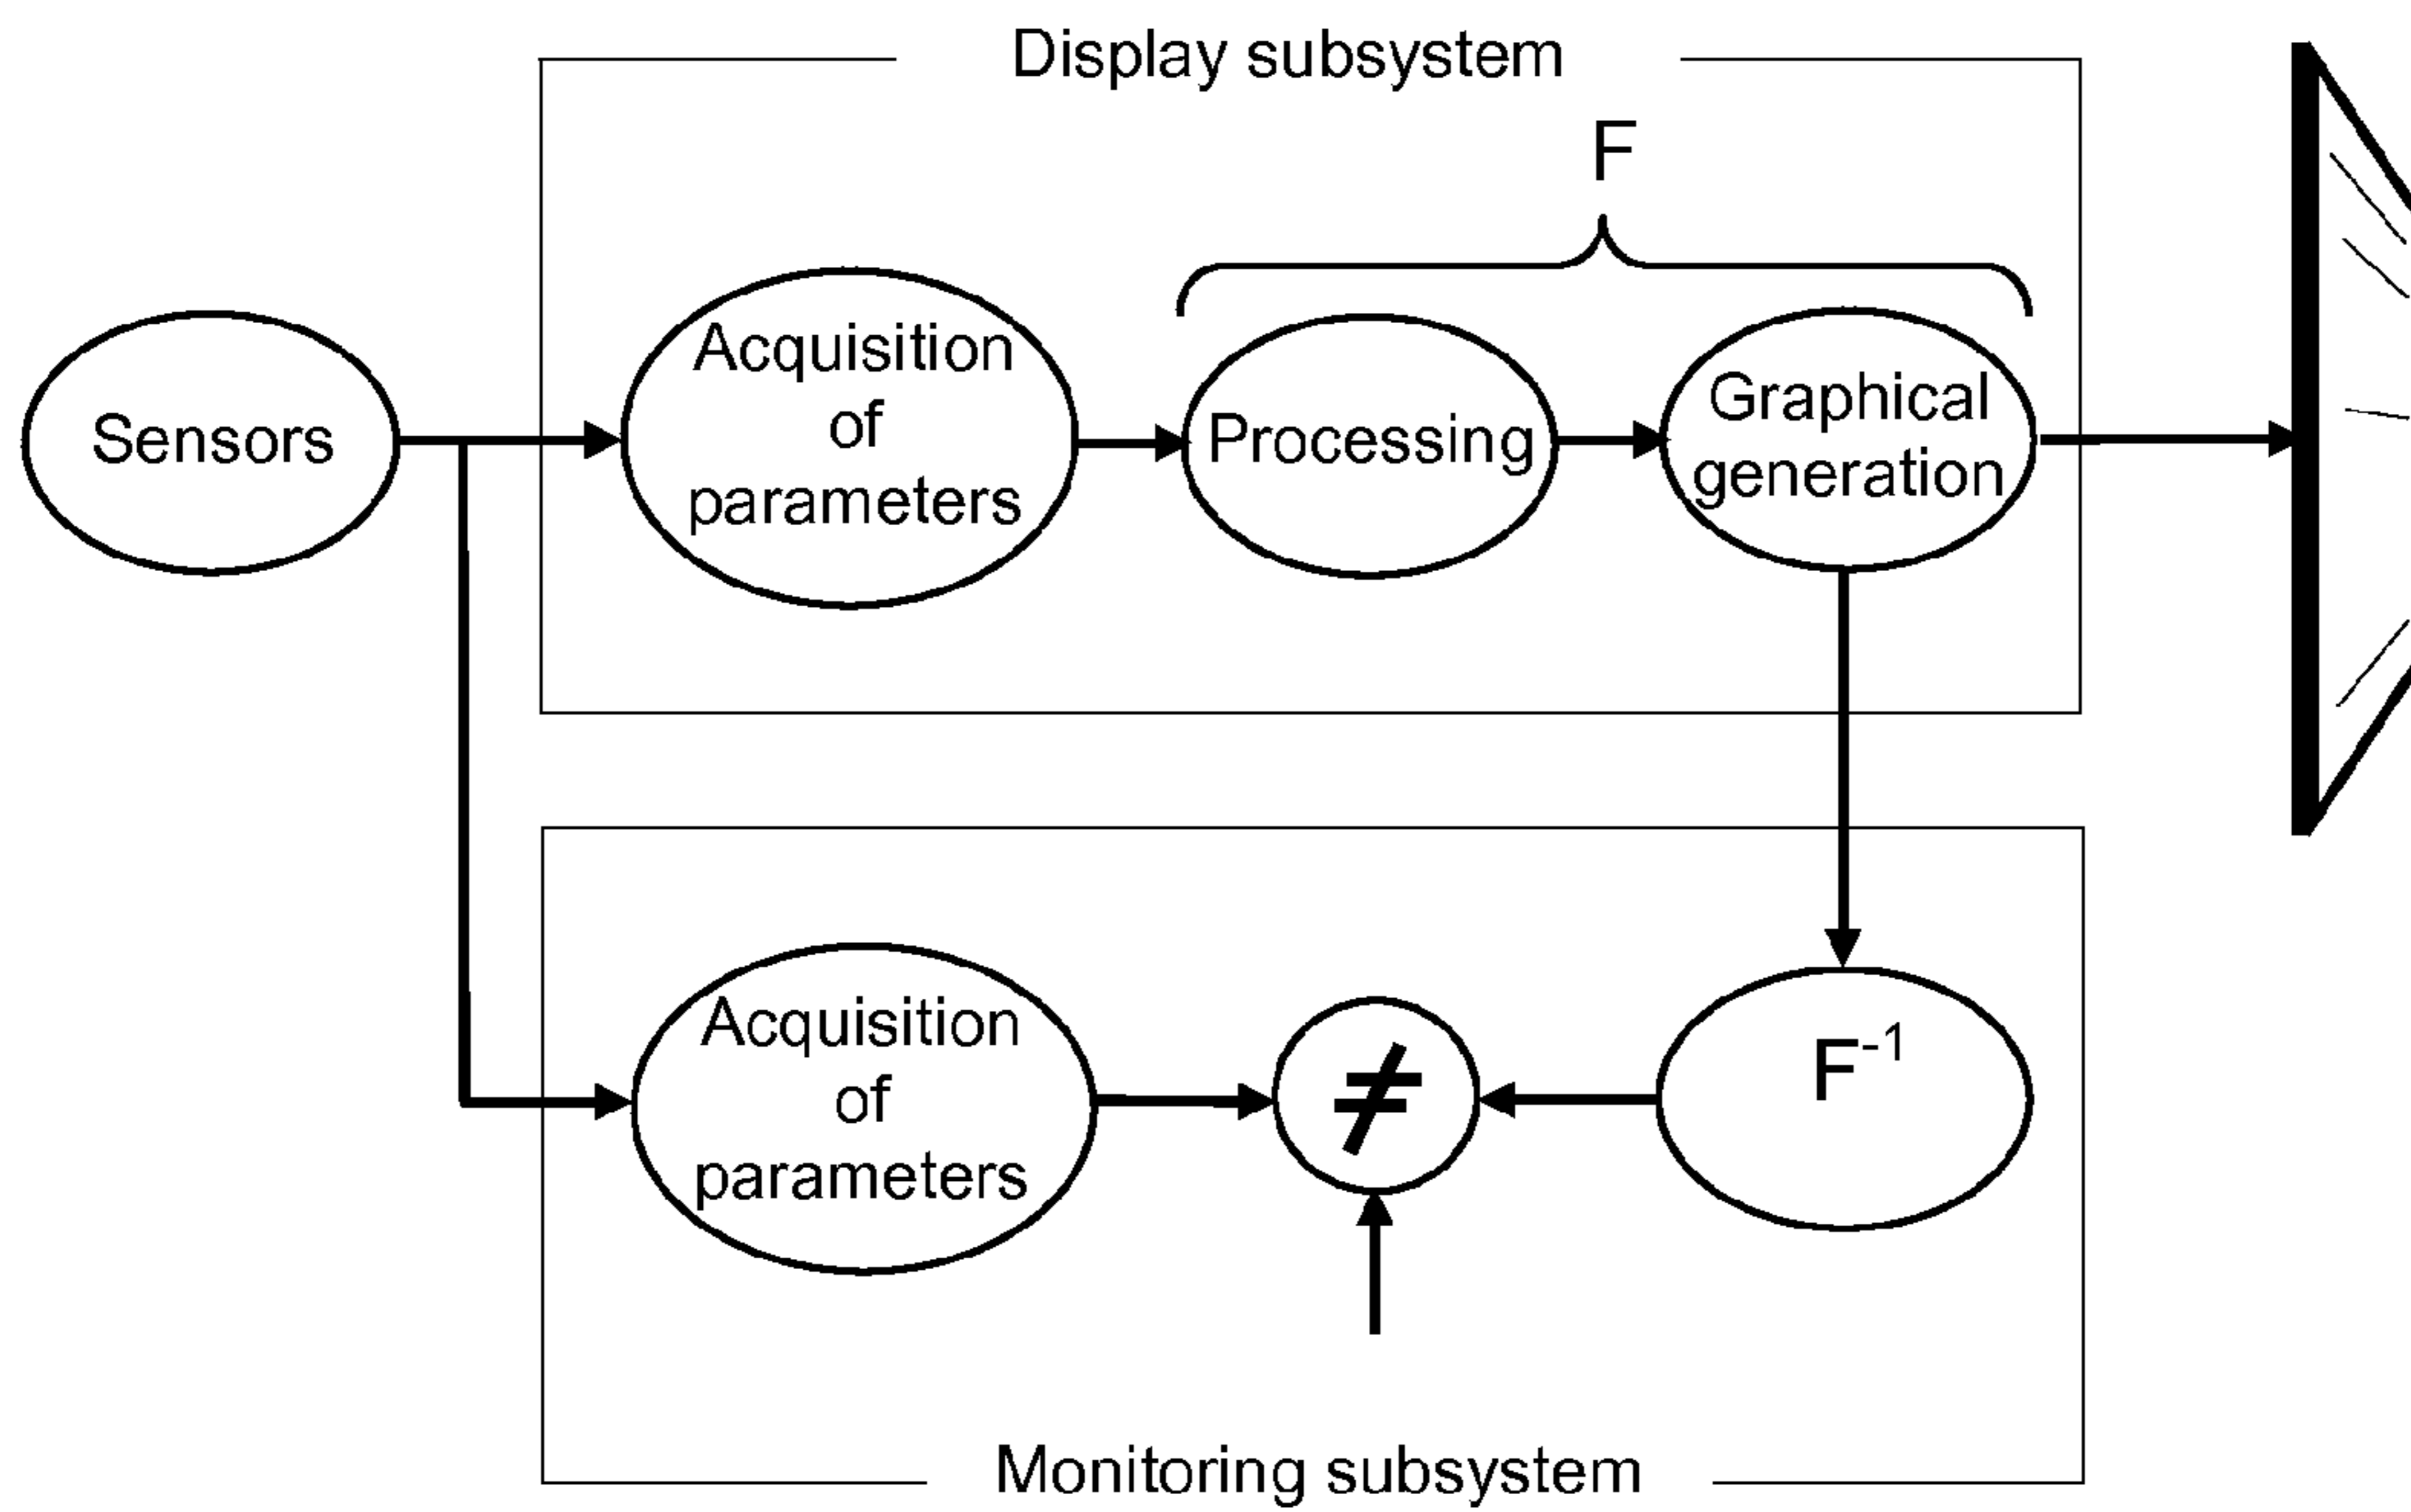 Display subsystem
F
Sensors
Acquisition
of
parameters
Processing
Graphical
generation
Acquisition
of
parameters
≠
F⁻¹
Monitoring subsystem